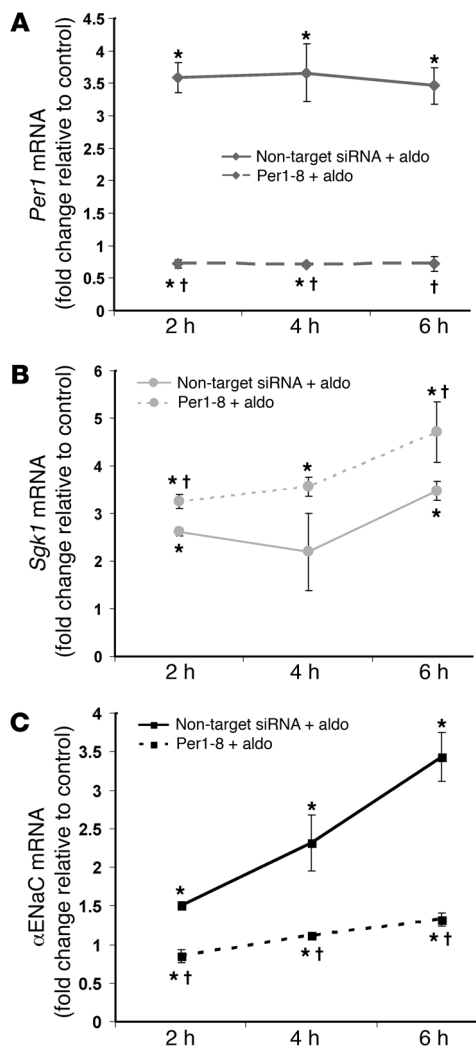 A
Per1 mRNA
(fold change relative to control)
4.5
4
3.5
3
2.5
2
1.5
1
0.5
0
*
*
*
Non-target siRNA + aldo
Per1-8 + aldo
* †
* †
†
2 h 4 h 6 h
B
Sgk1 mRNA
(fold change relative to control)
6
5
4
3
2
1
0
Non-target siRNA + aldo
Per1-8 + aldo
* †
*
* †
*
*
2 h 4 h 6 h
C
αENaC mRNA
(fold change relative to control)
4
3.5
3
2.5
2
1.5
1
0.5
0
Non-target siRNA + aldo
Per1-8 + aldo
*
*
*
* †
* †
* †
2 h 4 h 6 h